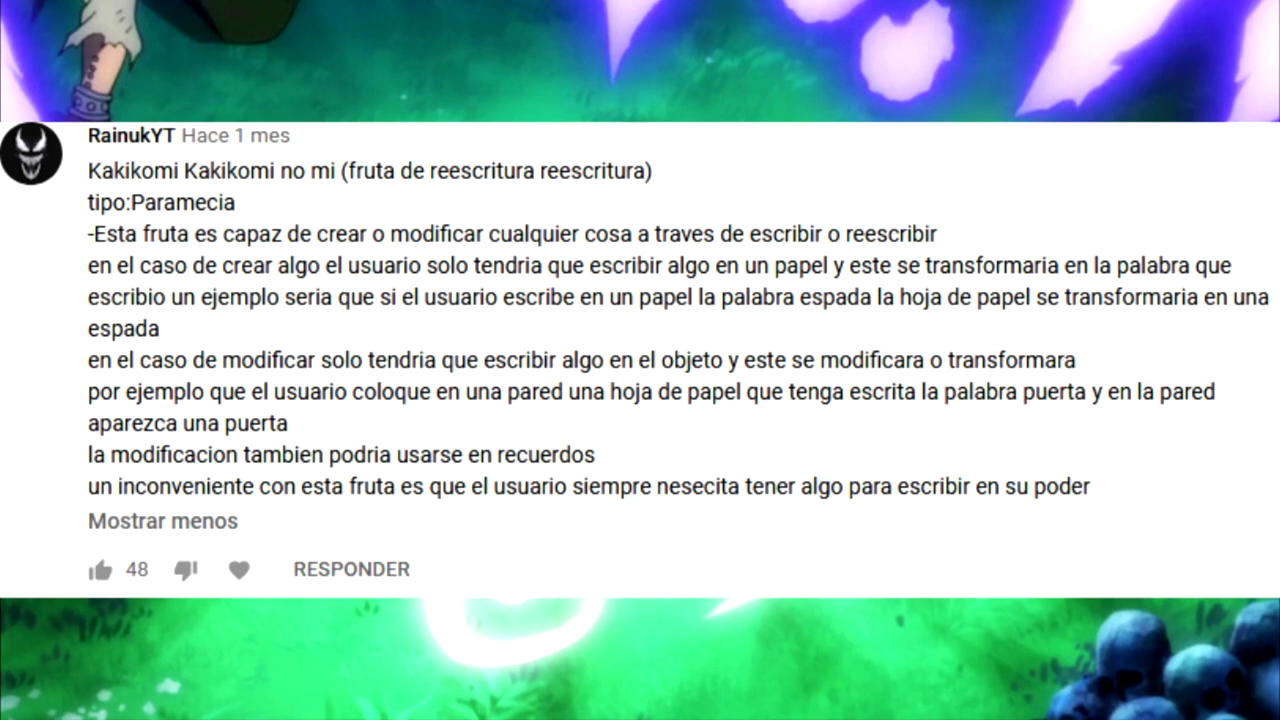 RainukYT Hace 1 mes
Kakikomi Kakikomi no mi (fruta de reescritura reescritura)
tipo:Paramecia
-Esta fruta es capaz de crear o modificar cualquier cosa a traves de escribir o reescribir
en el caso de crear algo el usuario solo tendria que escribir algo en un papel y este se transformaria en la palabra que
escribio un ejemplo seria que si el usuario escribe en un papel la palabra espada la hoja de papel se transformaria en una
espada
en el caso de modificar solo tendria que escribir algo en el objeto y este se modificara o transformara
por ejemplo que el usuario coloque en una pared una hoja de papel que tenga escrita la palabra puerta y en la pared
aparezca una puerta
la modificacion tambien podria usarse en recuerdos
un inconveniente con esta fruta es que el usuario siempre nesecita tener algo para escribir en su poder
Mostrar menos
48 RESPONDER